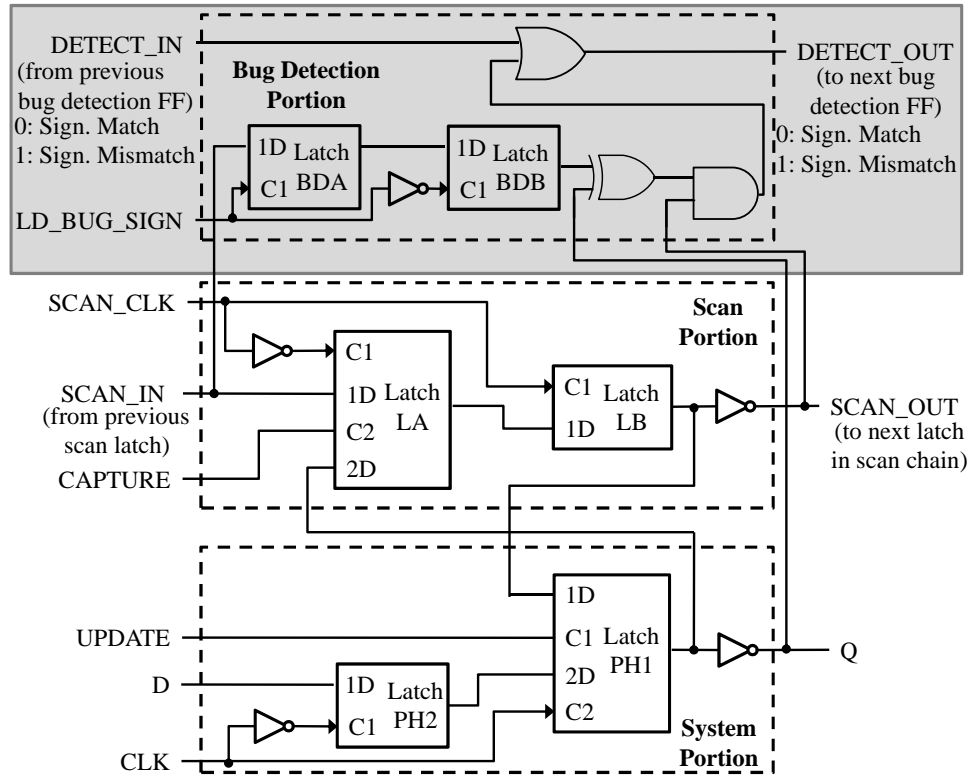 DETECT_IN
(from previous
bug detection FF)
0: Sign. Match
1: Sign. Mismatch
LD_BUG_SIGN
Bug Detection
Portion
1D
C1
Latch
BDA
1D
C1
Latch
BDB
DETECT_OUT
(to next bug
detection FF)
0: Sign. Match
1: Sign. Mismatch
SCAN_CLK
SCAN_IN
(from previous
scan latch)
CAPTURE
C1
1D
C2
2D
Latch
LA
C1
1D
Latch
LB
Scan
Portion
SCAN_OUT
(to next latch
in scan chain)
UPDATE
D
CLK
1D
C1
Latch
PH2
1D
C1
2D
C2
Latch
PH1
Q
System
Portion